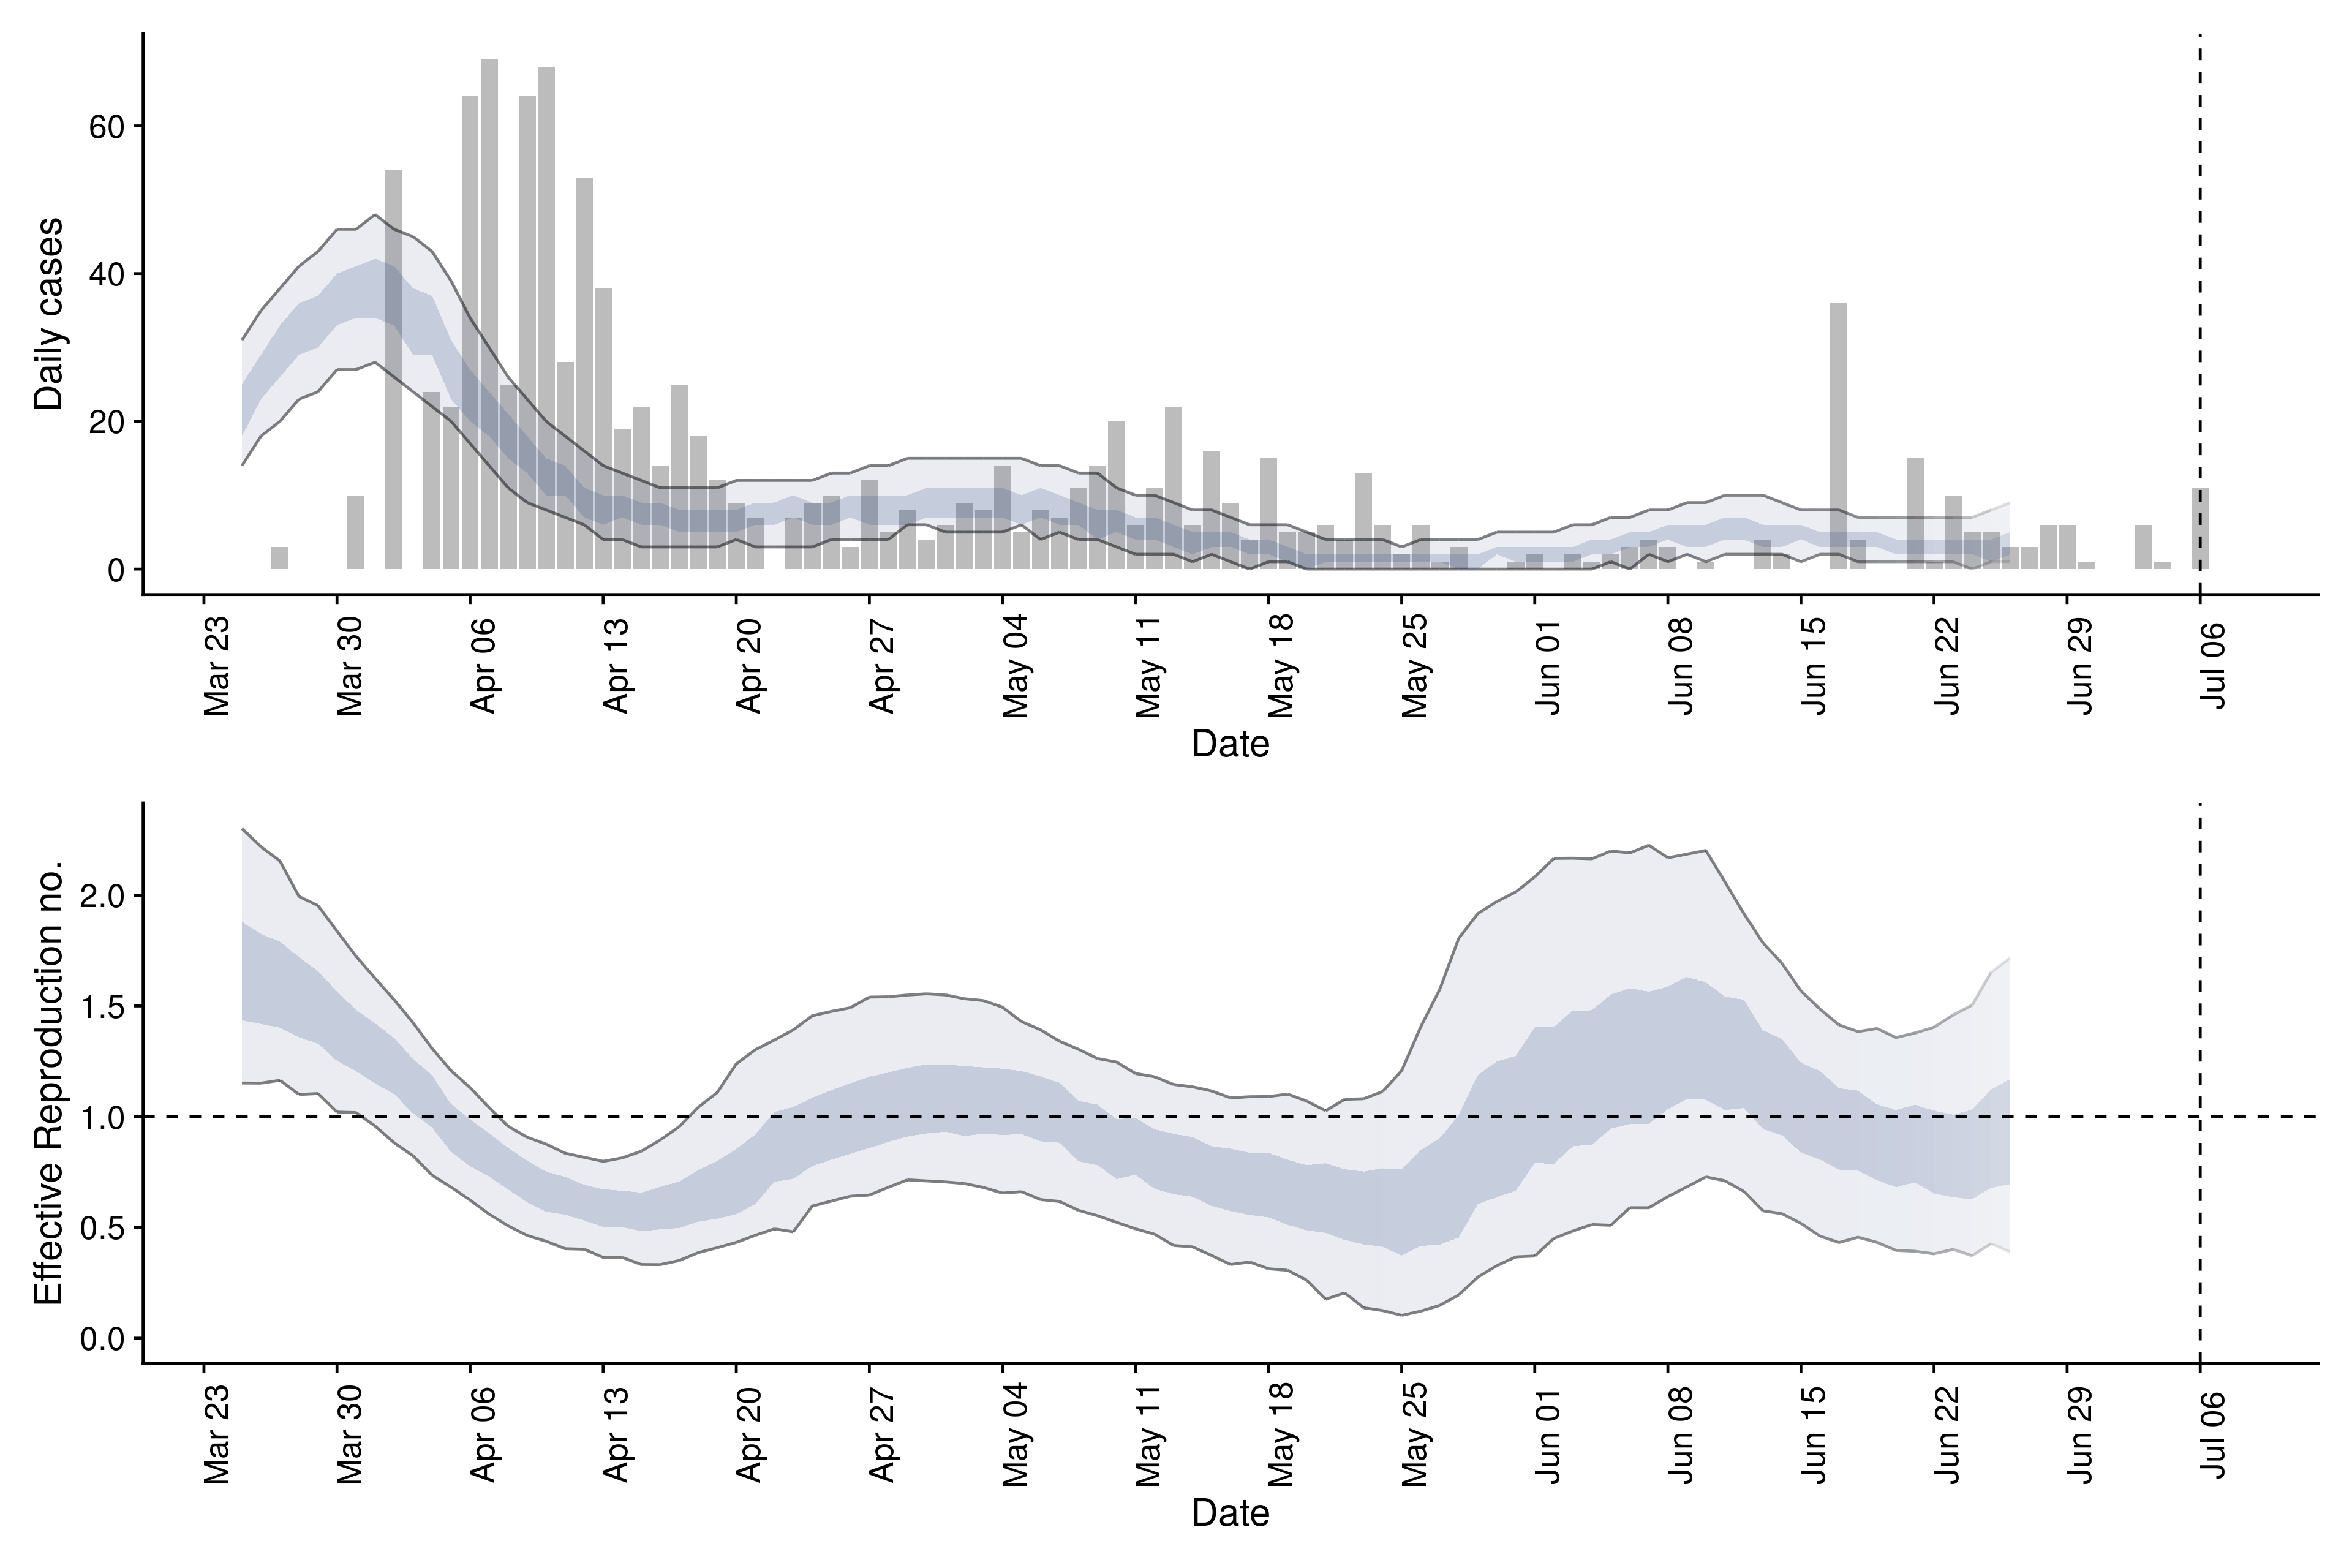 Daily cases
60
40
20
0
Mar 23
Mar 30
Apr 06
Apr 13
Apr 20
Apr 27
May 04
May 11
May 18
May 25
Jun 01
Jun 08
Jun 15
Jun 22
Jun 29
Jul 06
Date
Effective Reproduction no.
2.0
1.5
1.0
0.5
0.0
Mar 23
Mar 30
Apr 06
Apr 13
Apr 20
Apr 27
May 04
May 11
May 18
May 25
Jun 01
Jun 08
Jun 15
Jun 22
Jun 29
Jul 06
Date